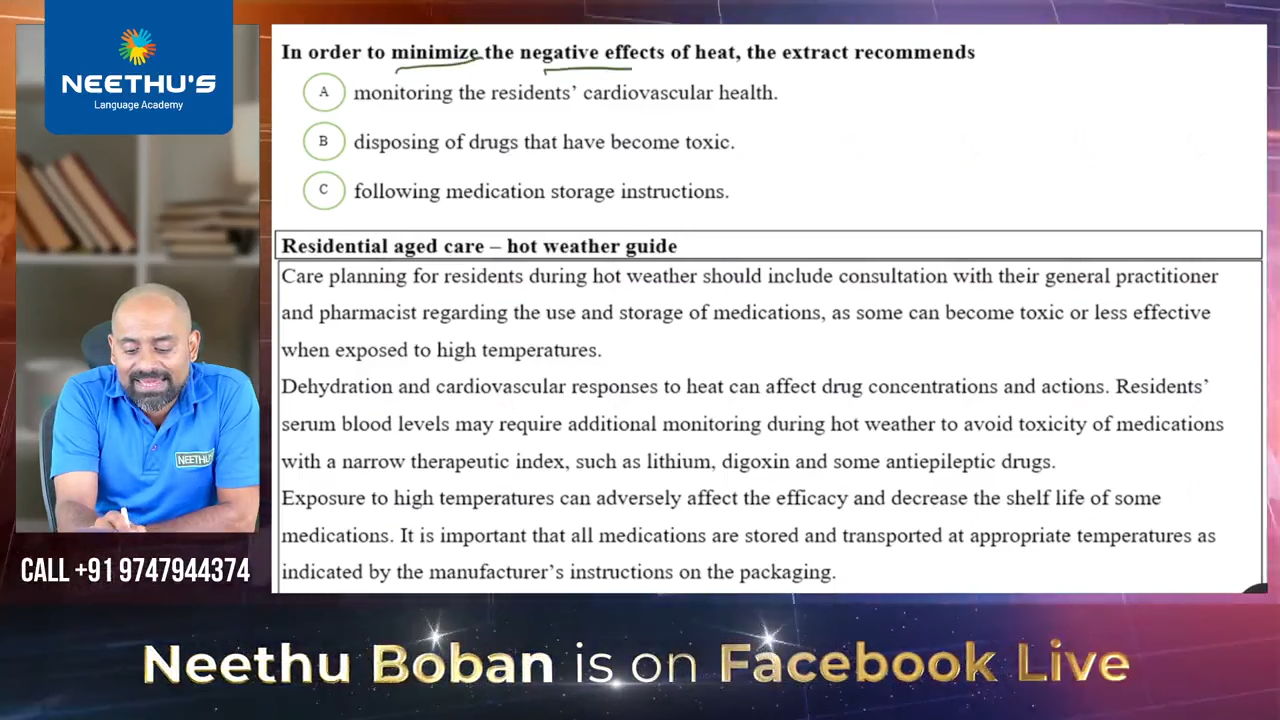 NEETHU'S
Language Academy
In order to minimize the negative effects of heat, the extract recommends
A monitoring the residents' cardiovascular health.
B disposing of drugs that have become toxic.
C following medication storage instructions.
Residential aged care – hot weather guide
Care planning for residents during hot weather should include consultation with their general practitioner
and pharmacist regarding the use and storage of medications, as some can become toxic or less effective
when exposed to high temperatures.
Dehydration and cardiovascular responses to heat can affect drug concentrations and actions. Residents'
serum blood levels may require additional monitoring during hot weather to avoid toxicity of medications
with a narrow therapeutic index, such as lithium, digoxin and some antiepileptic drugs.
Exposure to high temperatures can adversely affect the efficacy and decrease the shelf life of some
medications. It is important that all medications are stored and transported at appropriate temperatures as
indicated by the manufacturer's instructions on the packaging.
NEETHU'S
CALL +91 9747944374
Neethu Boban is on Facebook Live